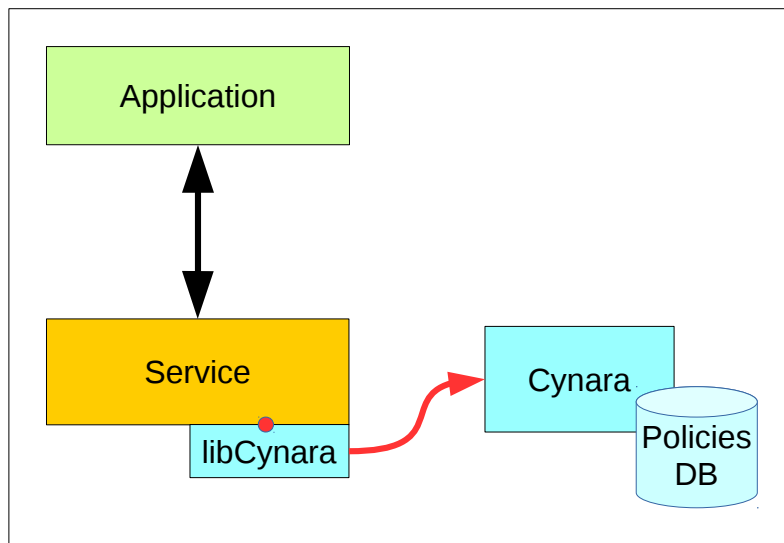 Application
Service
libCynara
Cynara
Policies
DB